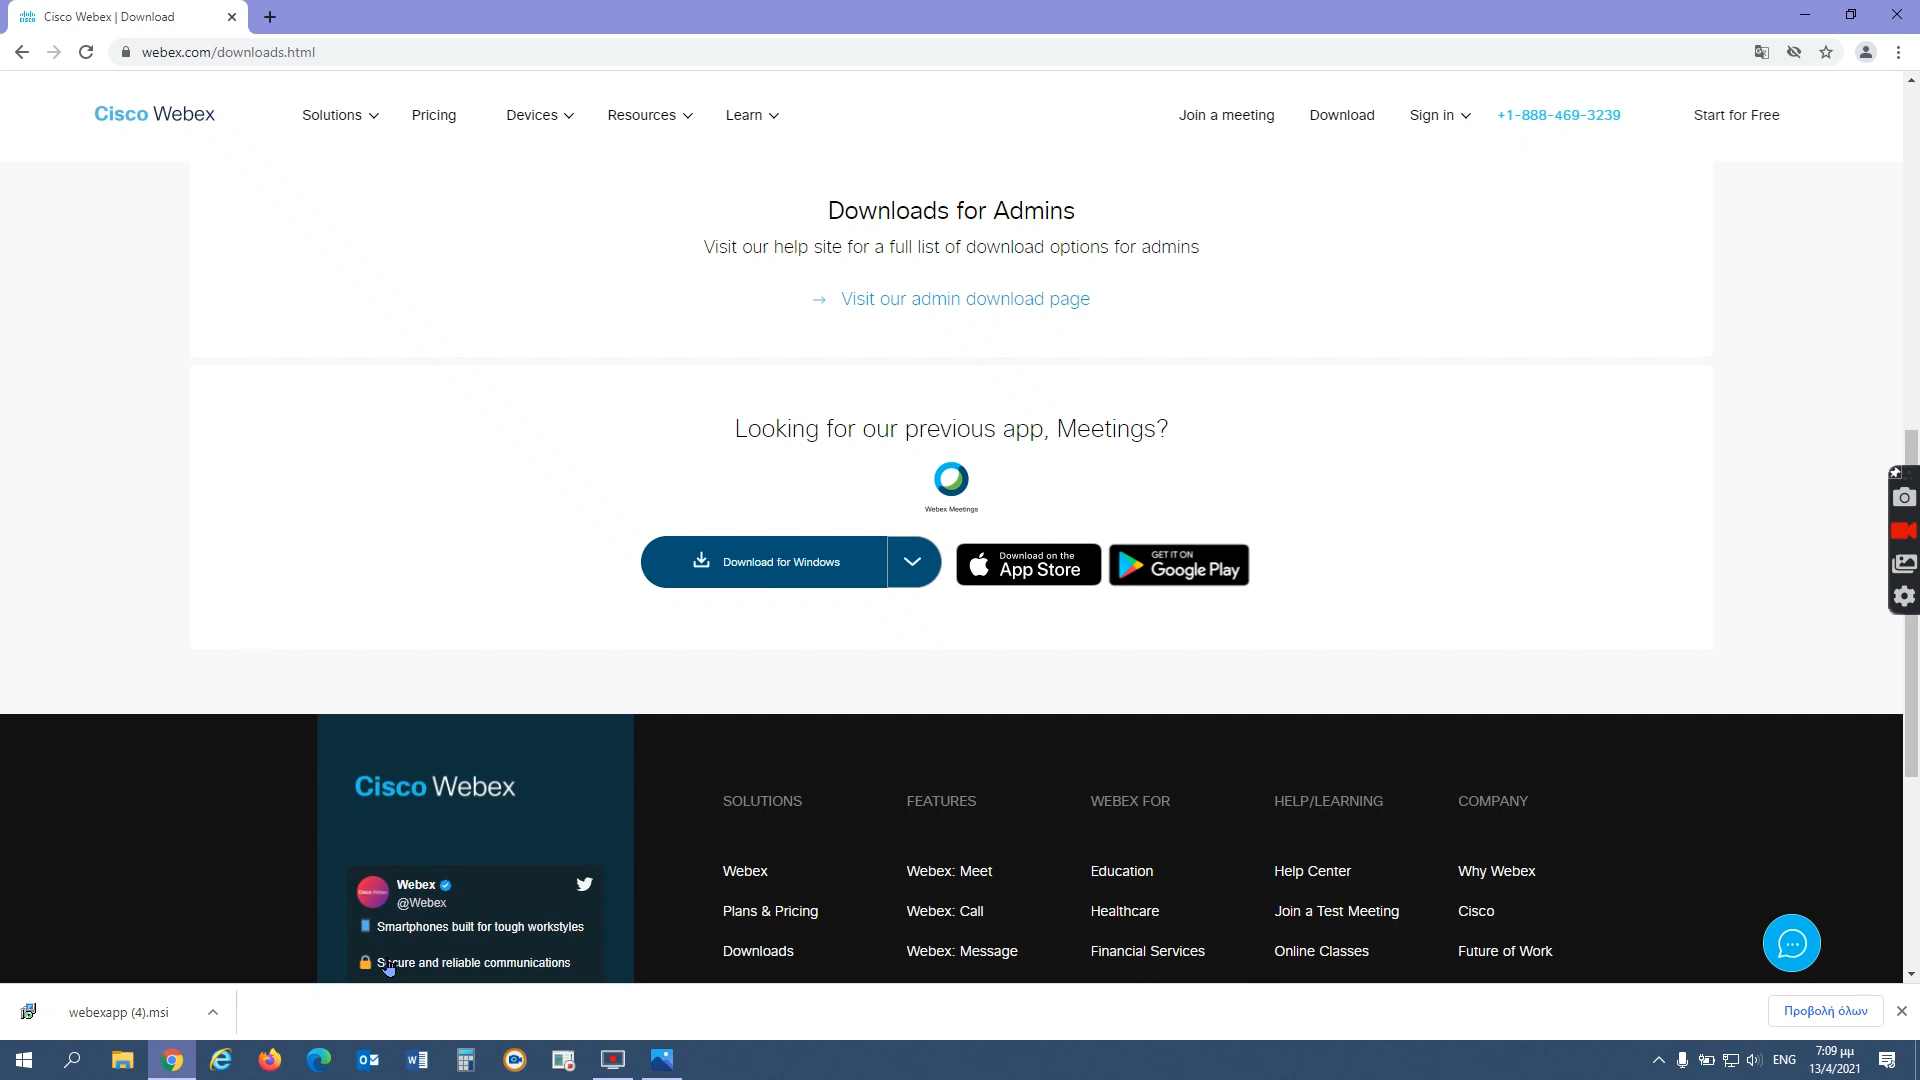 Cisco Webex | Download
webex.com/downloads.html
Cisco Webex
Solutions
Pricing
Devices
Resources
Learn
Join a meeting
Download
Sign in
+1-888-469-3239
Start for Free
Downloads for Admins
Visit our help site for a full list of download options for admins
→ Visit our admin download page
Looking for our previous app, Meetings?
Webex Meetings
Download for Windows
Download on the
App Store
GET IT ON
Google Play
Cisco Webex
Webex
@Webex
Smartphones built for tough workstyles
Secure and reliable communications
SOLUTIONS
Webex
Plans & Pricing
Downloads
FEATURES
Webex: Meet
Webex: Call
Webex: Message
WEBEX FOR
Education
Healthcare
Financial Services
HELP/LEARNING
Help Center
Join a Test Meeting
Online Classes
COMPANY
Why Webex
Cisco
Future of Work
webexapp (4).msi
Προβολή όλων
ENG
7:09 μμ
13/4/2021